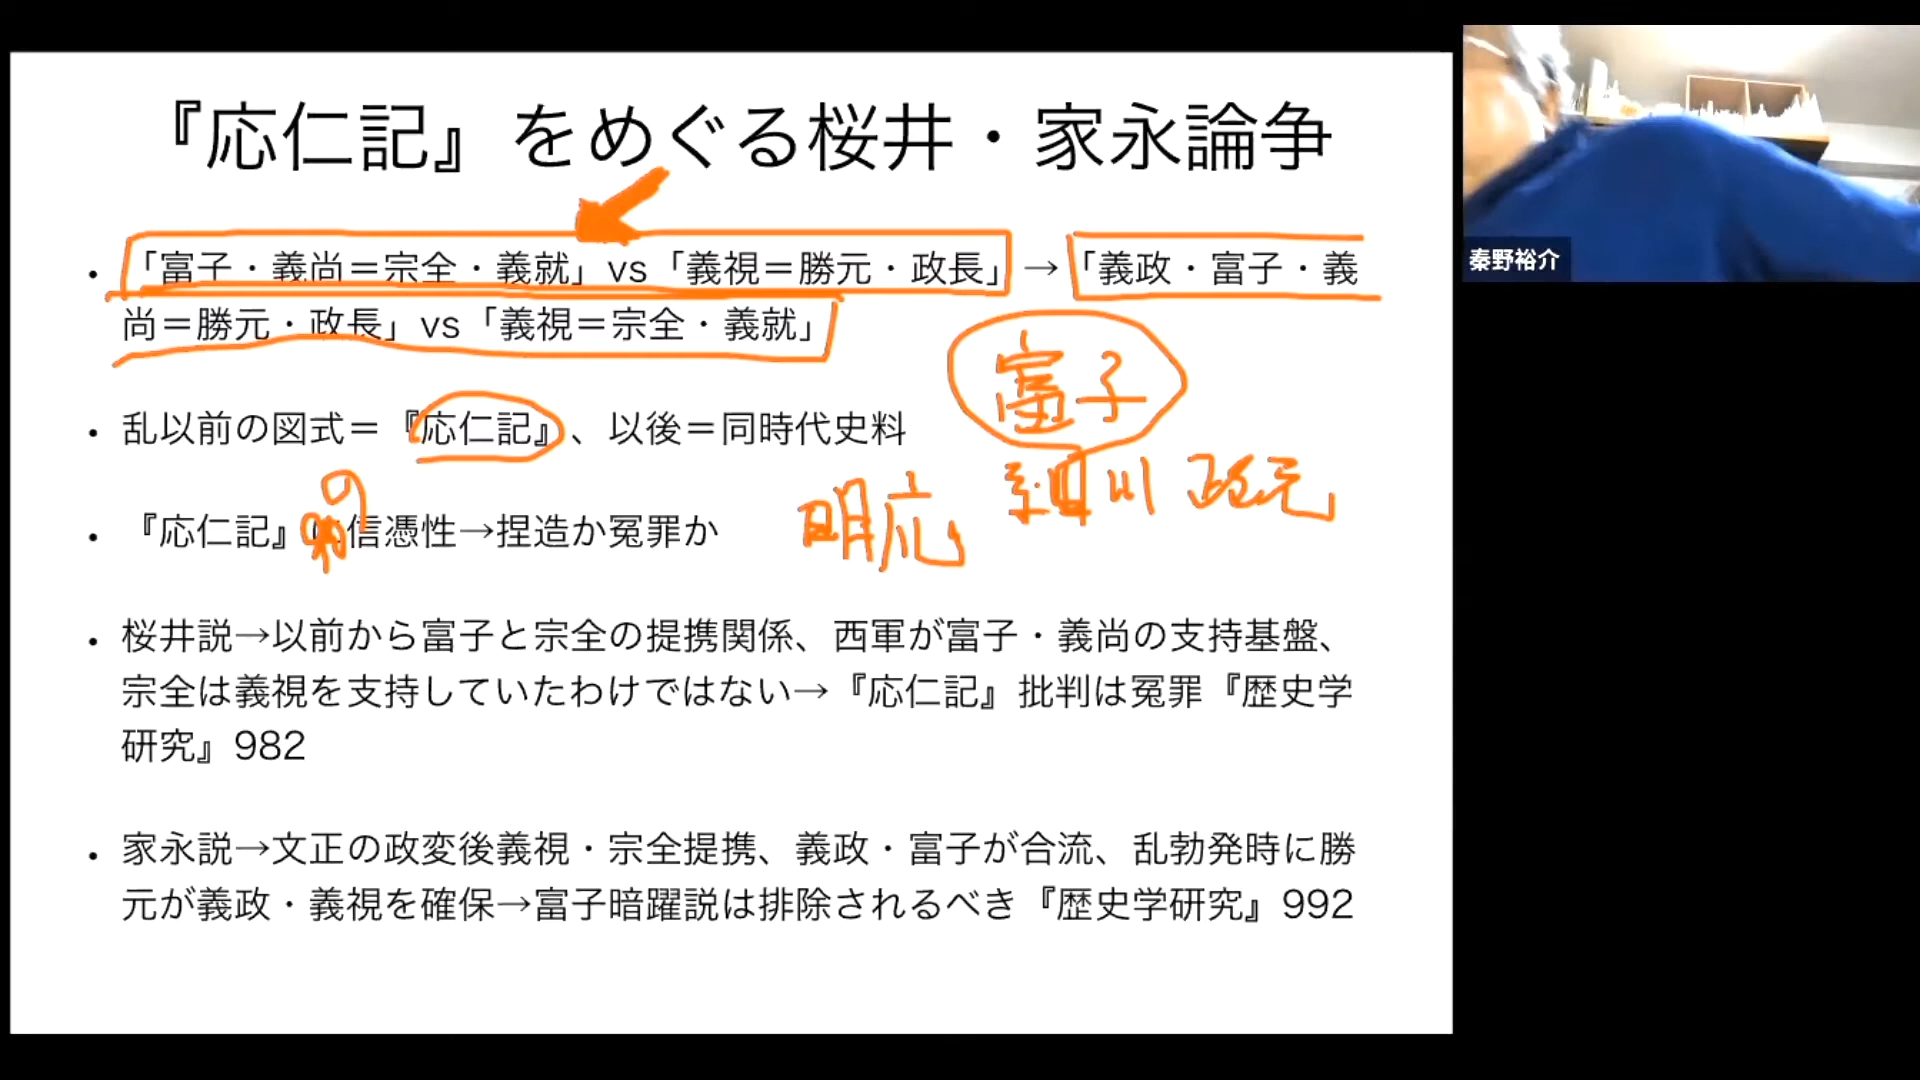 『応仁記』をめぐる桜井・家永論争
・「富子・義尚＝宗全・義就」vs「義視＝勝元・政長」→「義政・富子・義
尚＝勝元・政長」vs「義視＝宗全・義就」
富子
・乱以前の図式＝『応仁記』、以後＝同時代史料
細川 政元
明応
の
・『応仁記』の信憑性→捏造か冤罪か
・桜井説→以前から富子と宗全の提携関係、西軍が富子・義尚の支持基盤、
宗全は義視を支持していたわけではない→『応仁記』批判は冤罪『歴史学
研究』982
・家永説→文正の政変後義視・宗全提携、義政・富子が合流、乱勃発時に勝
元が義政・義視を確保→富子暗躍説は排除されるべき『歴史学研究』992
秦野裕介